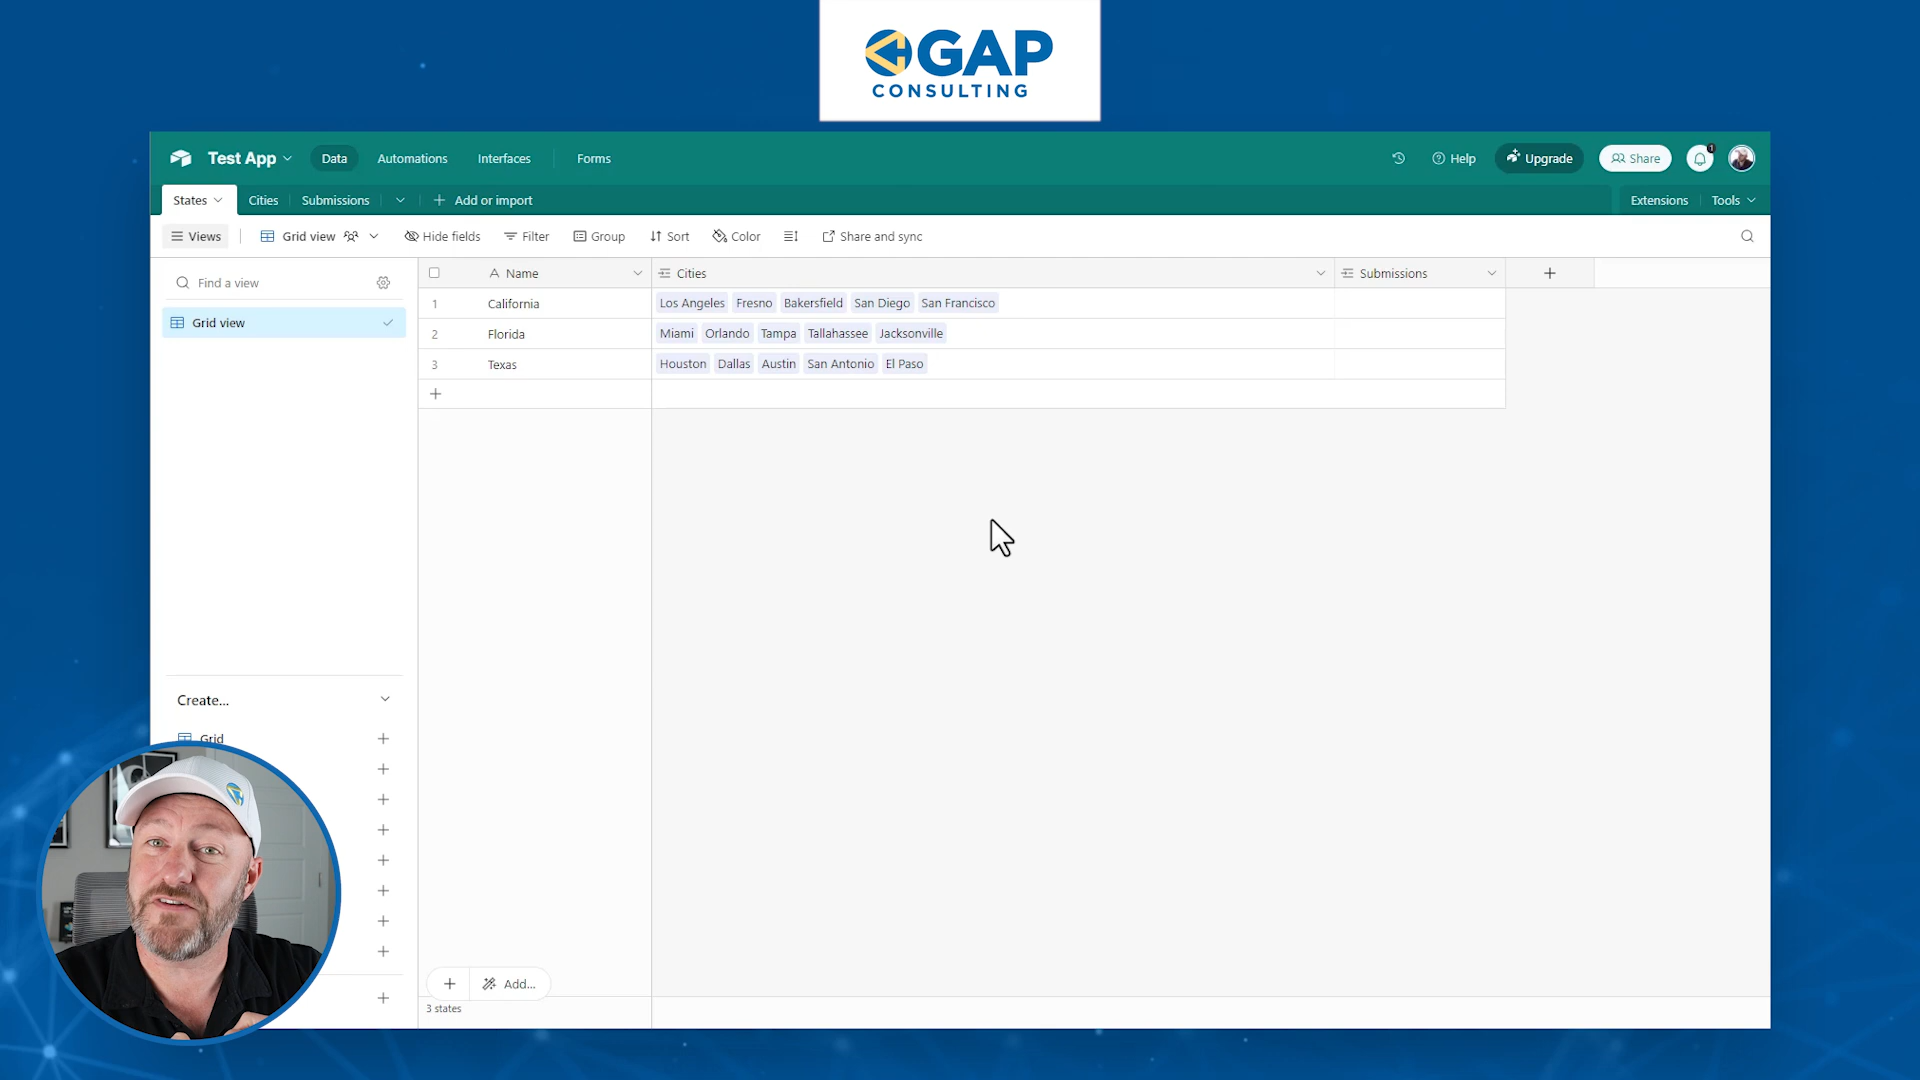 GAP
CONSULTING
Test App
Data
Automations
Interfaces
Forms
Help
Upgrade
Share
1
States
Cities
Submissions
Add or import
Extensions
Tools
Views
Grid view
Hide fields
Filter
Group
Sort
Color
Share and sync
Find a view
Grid view
Name
Cities
Submissions
1 California Los Angeles Fresno Bakersfield San Diego San Francisco
2 Florida Miami Orlando Tampa Tallahassee Jacksonville
3 Texas Houston Dallas Austin San Antonio El Paso
Create...
Grid
Add...
3 states